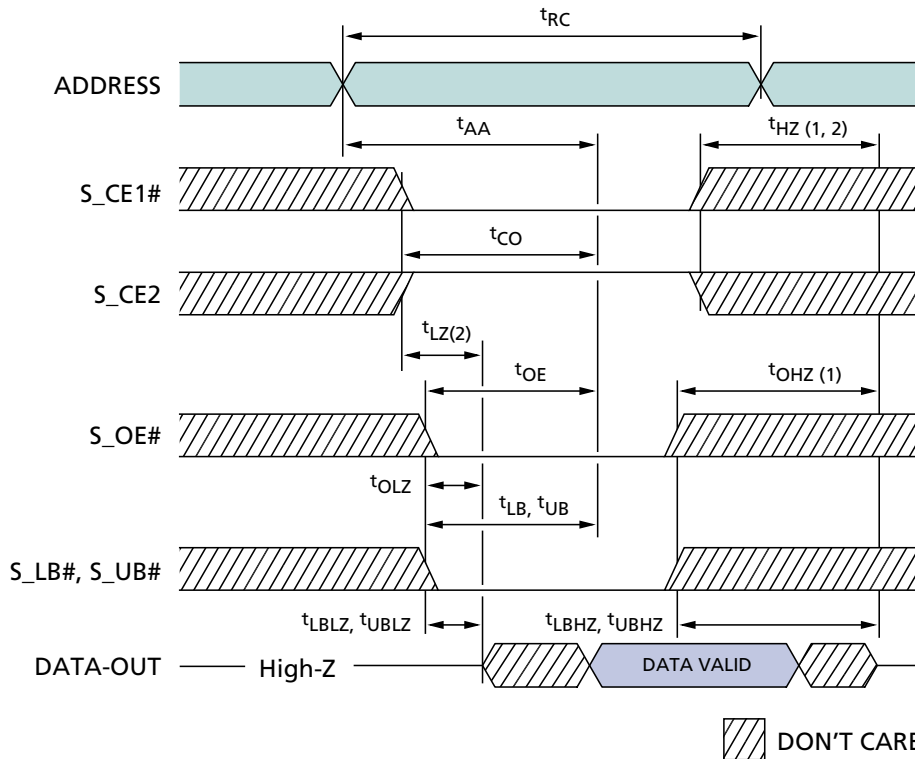 tRC
ADDRESS
tAA
tHZ (1, 2)
S_CE1#
tCO
S_CE2
tLZ(2)
tOE
tOHZ (1)
S_OE#
tOLZ
tLB, tUB
S_LB#, S_UB#
tLBLZ, tUBLZ
tLBHZ, tUBHZ
DATA-OUT
High-Z
DATA VALID
DON'T CARE